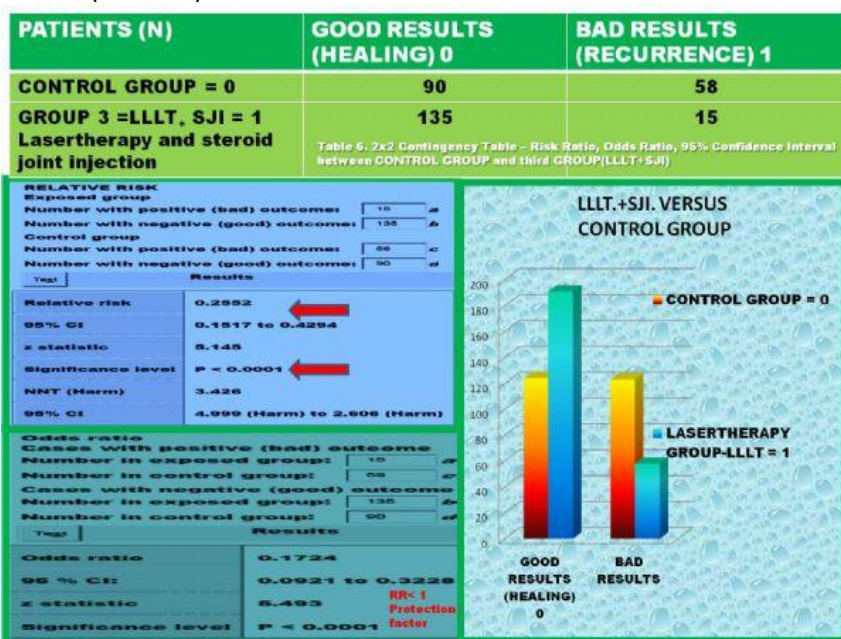 PATIENTS (N)
GOOD RESULTS
(HEALING) 0
BAD RESULTS
(RECURRENCE) 1
CONTROL GROUP = 0
90
58
GROUP 3 =LLLT, SJI = 1
Lasertherapy and steroid
joint injection
135
15
Table 6. 2x2 Contingency Table – Risk Ratio, Odds Ratio, 95% Confidence Interval
between CONTROL GROUP and third GROUP(LLLT+SJI)
RELATIVE RISK
Exposed group
Number with positive (bad) outcome: 15 a
Number with negative (good) outcome: 135 b
Control group
Number with positive (bad) outcome: 58 c
Number with negative (good) outcome: 90 d
Test
Results
Relative risk 0.2552
95% CI 0.1517 to 0.4294
z statistic 5.145
Significance level P < 0.0001
NNT (Harm) 3.426
95% CI 4.999 (Harm) to 2.606 (Harm)
Odds ratio
Cases with positive (bad) outcome
Number in exposed group: 15 a
Number in control group: 58
Cases with negative (good) outcome
Number in exposed group: 135 b
Number in control group: 90 d
Test
Results
Odds ratio 0.1724
95 % CI: 0.0921 to 0.3228
z statistic 5.493
Significance level P < 0.0001
RR< 1
Protection
factor
LLLT.+SJI. VERSUS
CONTROL GROUP
200
180
160
140
120
100
80
60
40
20
0
GOOD
RESULTS
(HEALING)
0
BAD
RESULTS
CONTROL GROUP = 0
LASERTHERAPY
GROUP-LLLT = 1